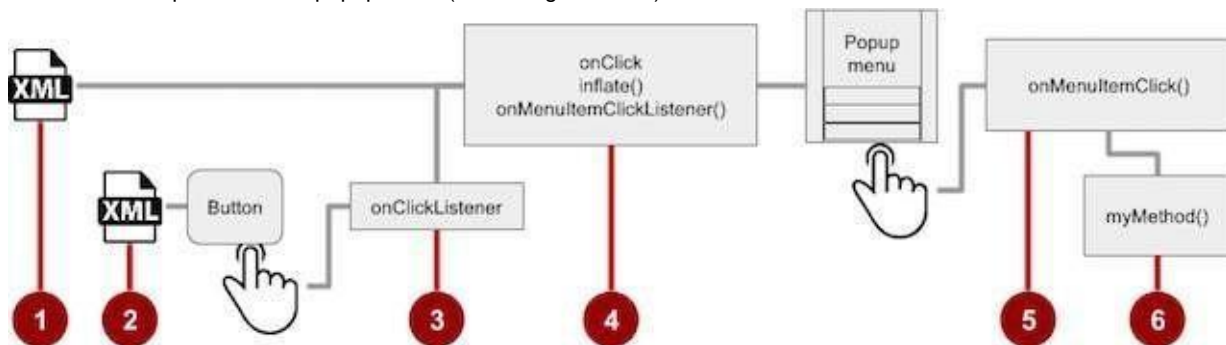 Popup
menu
onClick
inflate()
onMenuItemClickListener()
onMenuItemClick()
XML
XML
Button
onClickListener
myMethod()
1
2
3
4
5
6